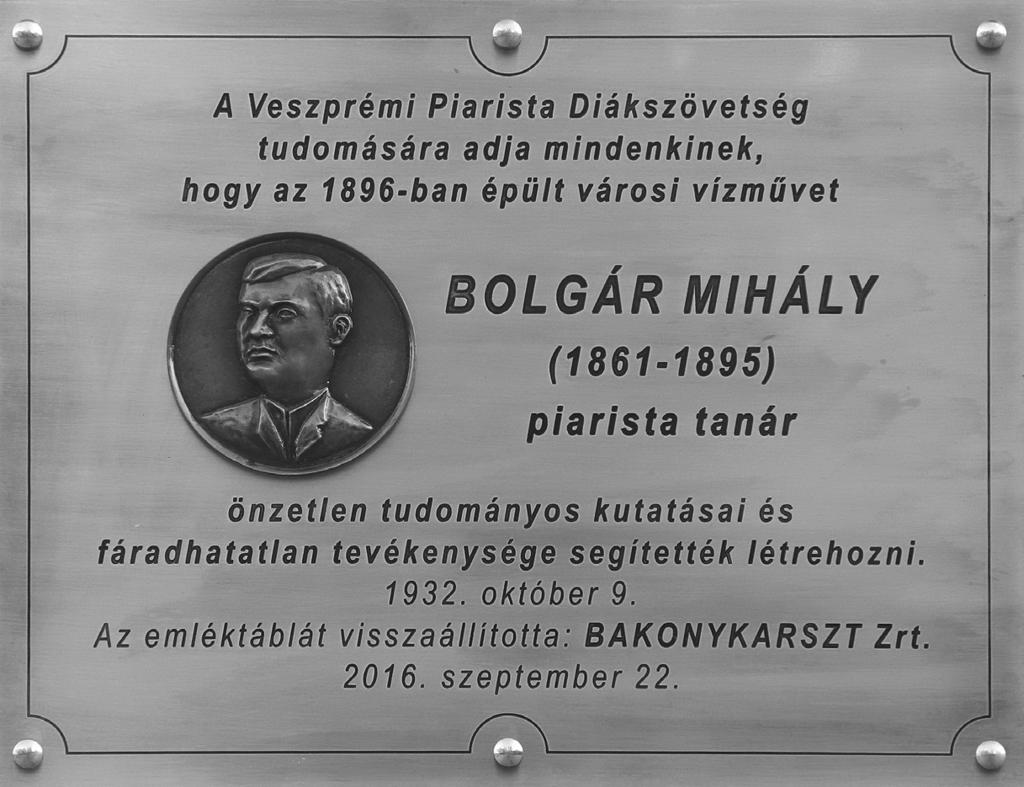 A Veszprémi Piarista Diákszövetség
tudomására adja mindenkinek,
hogy az 1896-ban épült városi vízművet
BOLGÁR MIHÁLY
(1861-1895)
piarista tanár
önzetlen tudományos kutatásai és
fáradhatatlan tevékenysége segítették létrehozni.
1932. október 9.
Az emléktáblát visszaállította: BAKONYKARSZT Zrt.
2016. szeptember 22.